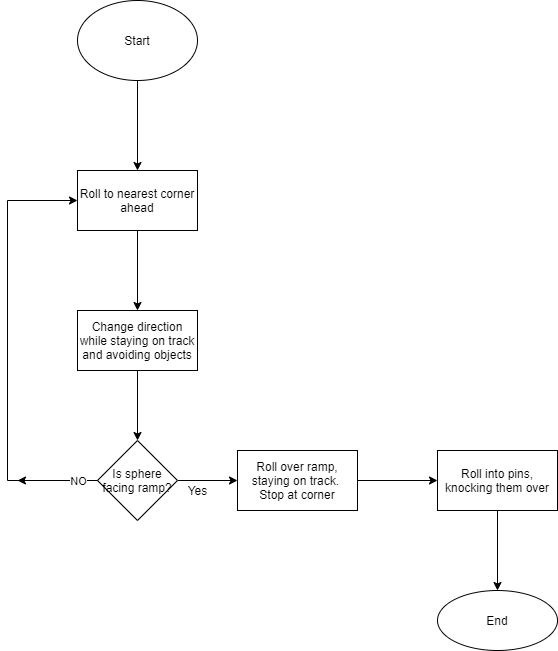 Start
Roll to nearest corner
ahead
Change direction
while staying on track
and avoiding objects
Is sphere
facing ramp?
NO
Yes
Roll over ramp,
staying on track.
Stop at corner
Roll into pins,
knocking them over
End